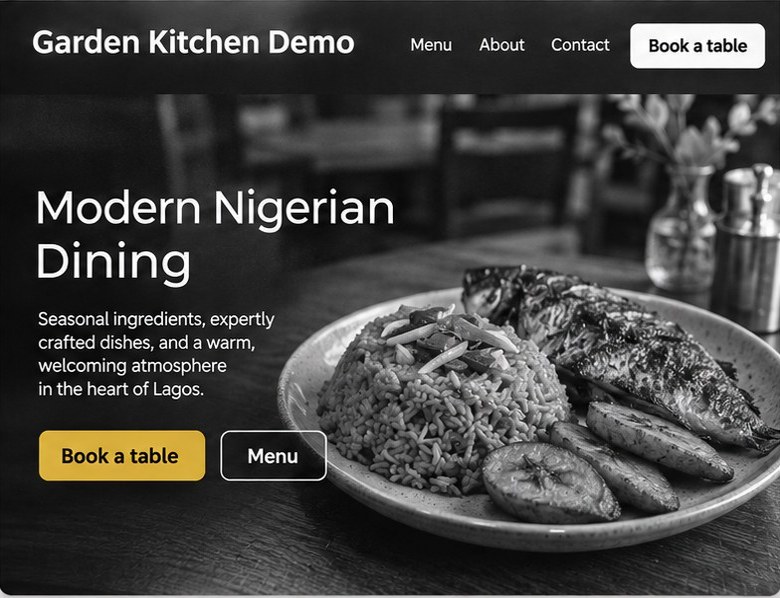 Garden Kitchen Demo
Menu
About
Contact
Book a table
Modern Nigerian
Dining
Seasonal ingredients, expertly
crafted dishes, and a warm,
welcoming atmosphere
in the heart of Lagos.
Book a table
Menu